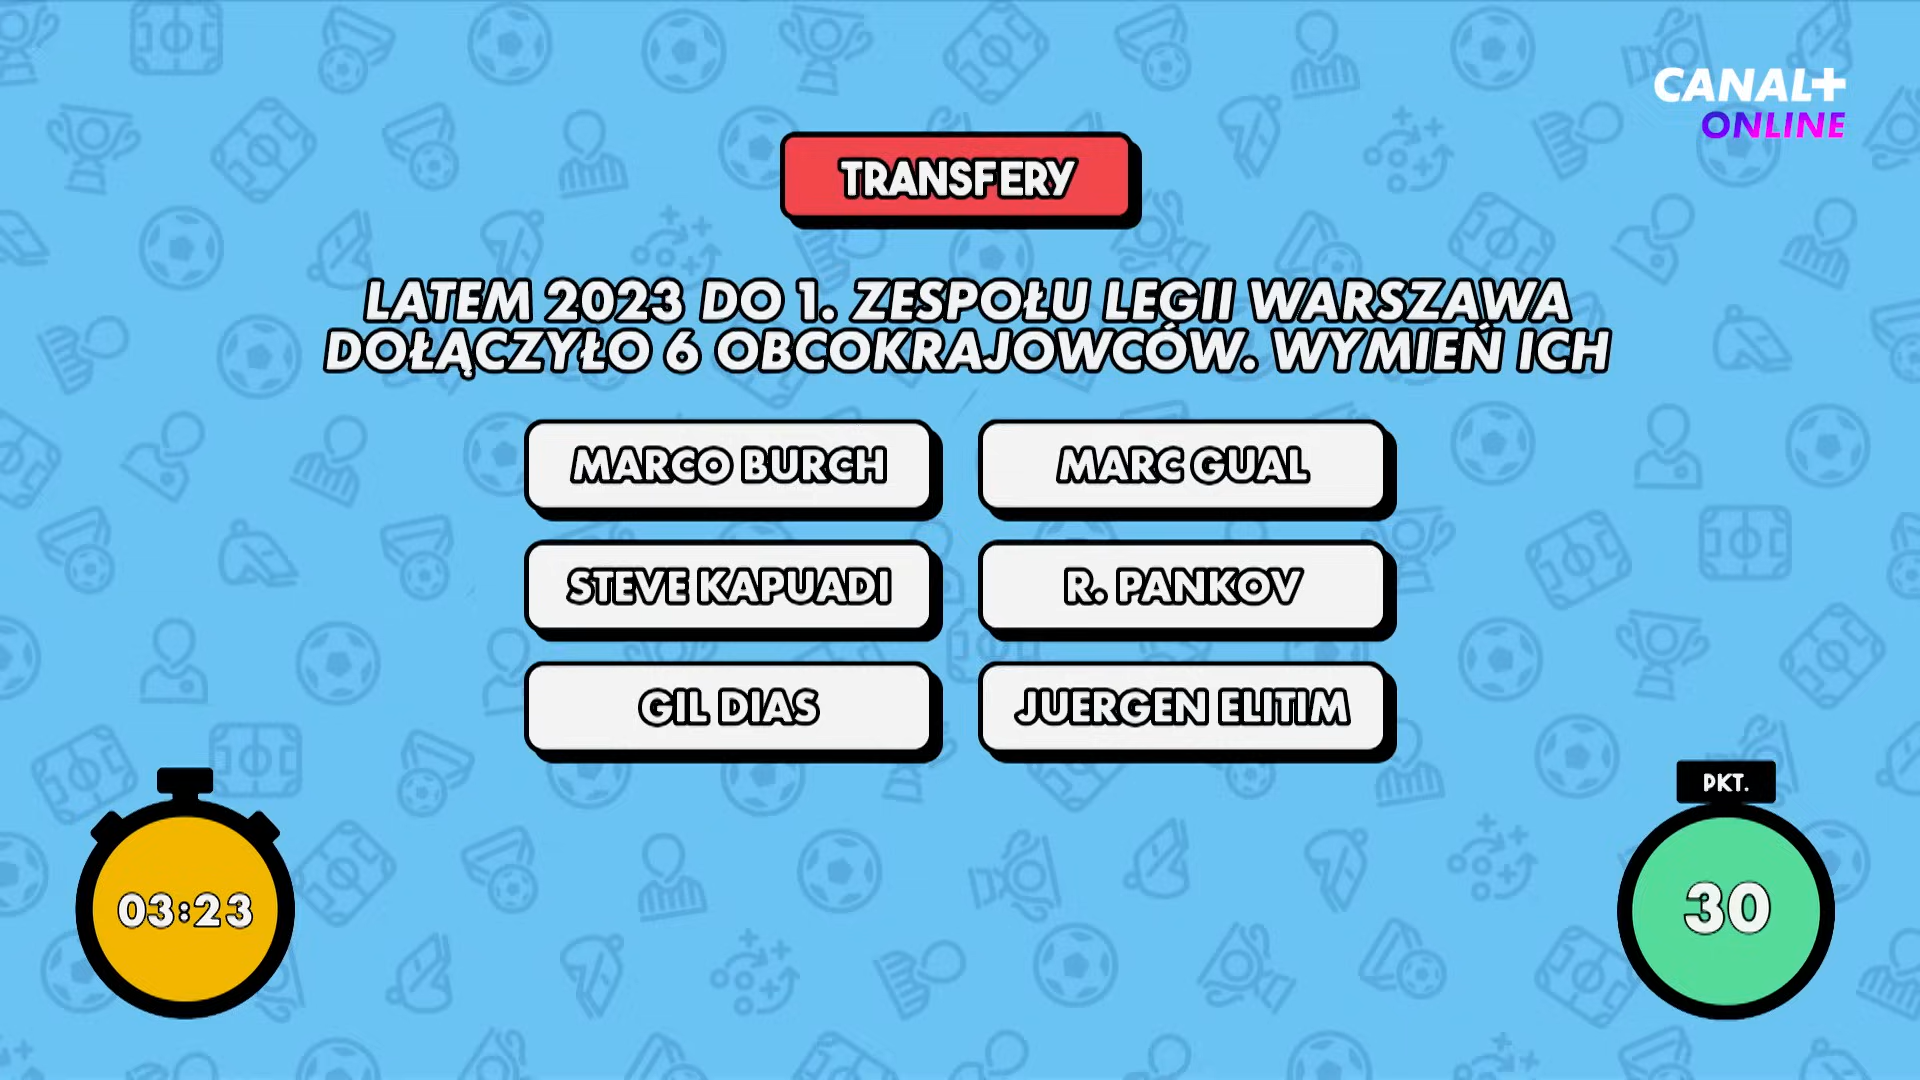 CANAL+
ONLINE
TRANSFERY
LATEM 2023 DO 1. ZESPOŁU LEGII WARSZAWA
DOŁĄCZYŁO 6 OBCOKRAJOWCÓW. WYMIEŃ ICH
MARCO BURCH
MARC GUAL
STEVE KAPUADI
R. PANKOV
GIL DIAS
JUERGEN ELITIM
03:23
PKT.
30